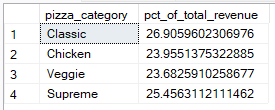 pizza_category pct_of_total_revenue
1 Classic 26.9059602306976
2 Chicken 23.9551375322885
3 Veggie 23.6825910258677
4 Supreme 25.4563112111462